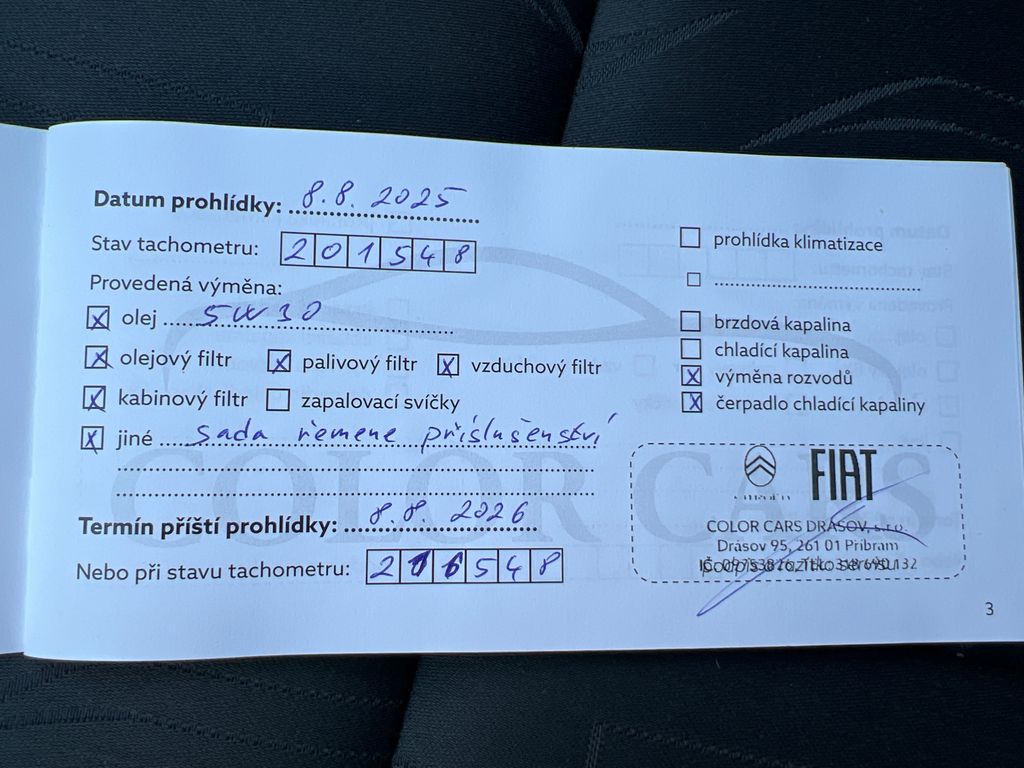 Datum prohlídky: 8.8. 2025
Stav tachometru: 201548
Provedená výměna:
olej 5W30
olejový filtr palivový filtr vzduchový filtr
kabinový filtr zapalovací svíčky
jiné sada řemene příslušenství
Termín příští prohlídky: 8.8. 2026
Nebo při stavu tachometru: 216548
prohlídka klimatizace
brzdová kapalina
chladící kapalina
výměna rozvodů
čerpadlo chladící kapaliny
COLOR CARS
CITROËN FIAT
COLOR CARS DRÁSOV, s.r.o.
Drásov 95, 261 01 Příbram
3